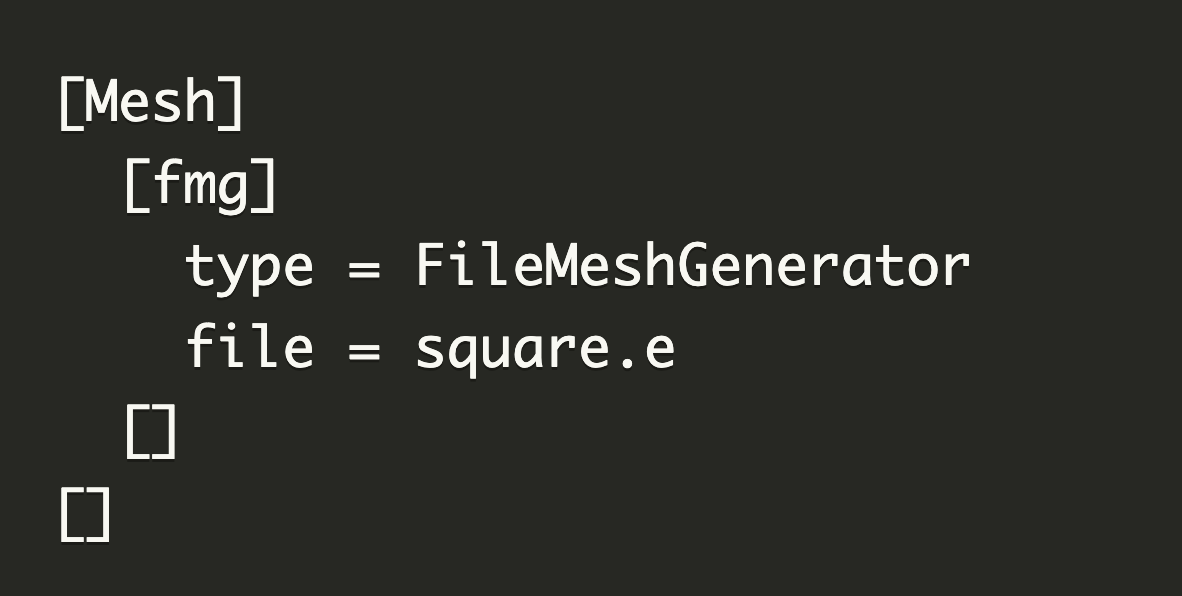 [Mesh]
  [fmg]
    type = FileMeshGenerator
    file = square.e
  []
[]